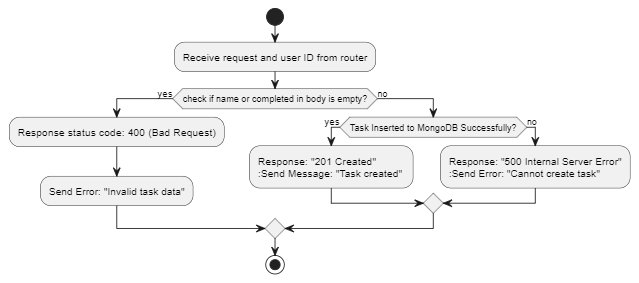 Receive request and user ID from router
yes
check if name or completed in body is empty?
no
Response status code: 400 (Bad Request)
Send Error: "Invalid task data"
yes
Task Inserted to MongoDB Successfully?
no
Response: "201 Created"
:Send Message: "Task created"
Response: "500 Internal Server Error"
:Send Error: "Cannot create task"